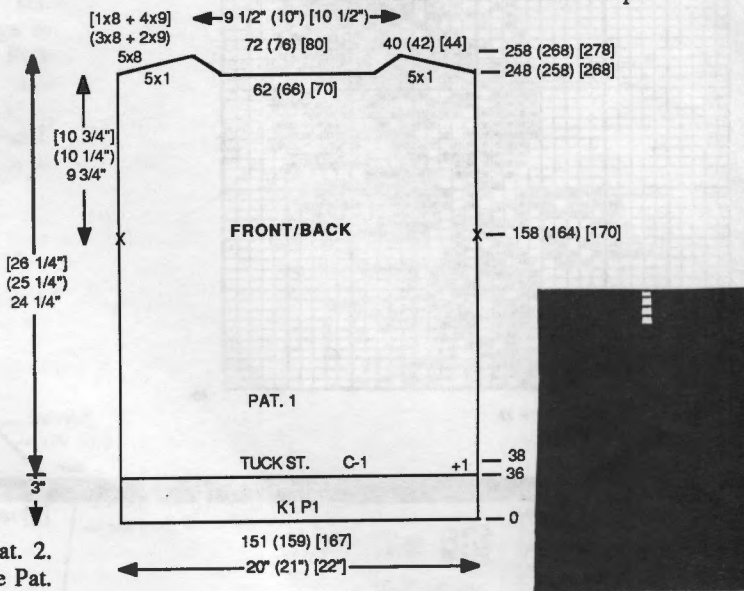 [1x8 + 4x9] 9 1/2" (10") [10 1/2"]
(3x8 + 2x9) 72 (76) [80] 40 (42) [44] 258 (268) [278]
5x8
5x1 62 (66) [70] 5x1 248 (258) [268]
[10 3/4"]
(10 1/4")
9 3/4"
FRONT/BACK
X X 158 (164) [170]
[26 1/4"]
(25 1/4")
24 1/4"
PAT. 1
TUCK ST. C-1 +1 38
36
3"
K1 P1 0
151 (159) [167]
at. 2.
e Pat.
20" (21") [22"]